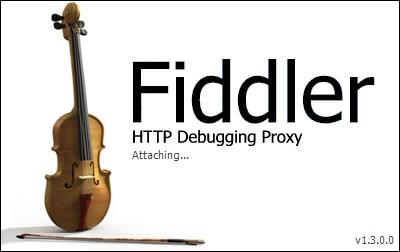 Fiddler
HTTP Debugging Proxy
Attaching...
v1.3.0.0